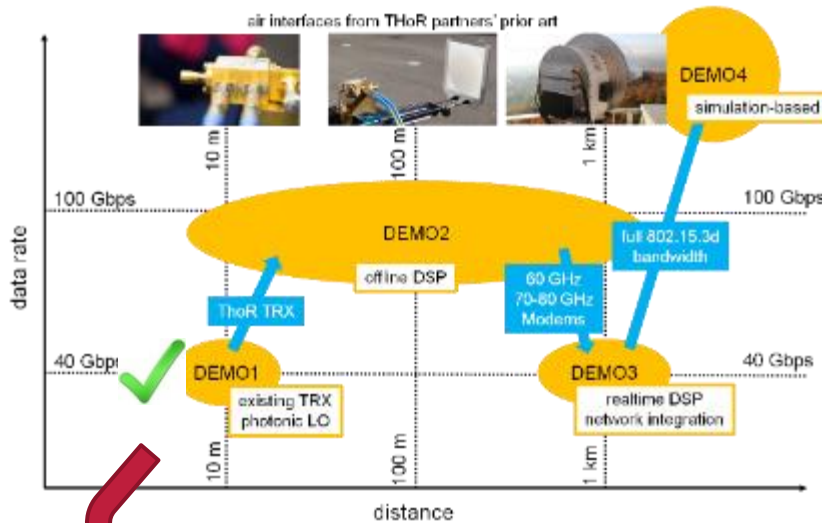 air interfaces from THoR partners' prior art
DEMO4
simulation-based
10 m
100 m
1 km
100 Gbps
100 Gbps
DEMO2
full 802.15.3d
bandwidth
offline DSP
60 GHz
70-80 GHz
Modems
ThoR TRX
data rate
40 Gbps
40 Gbps
DEMO1
DEMO3
existing TRX
photonic LO
realtime DSP
network integration
10 m
100 m
1 km
distance